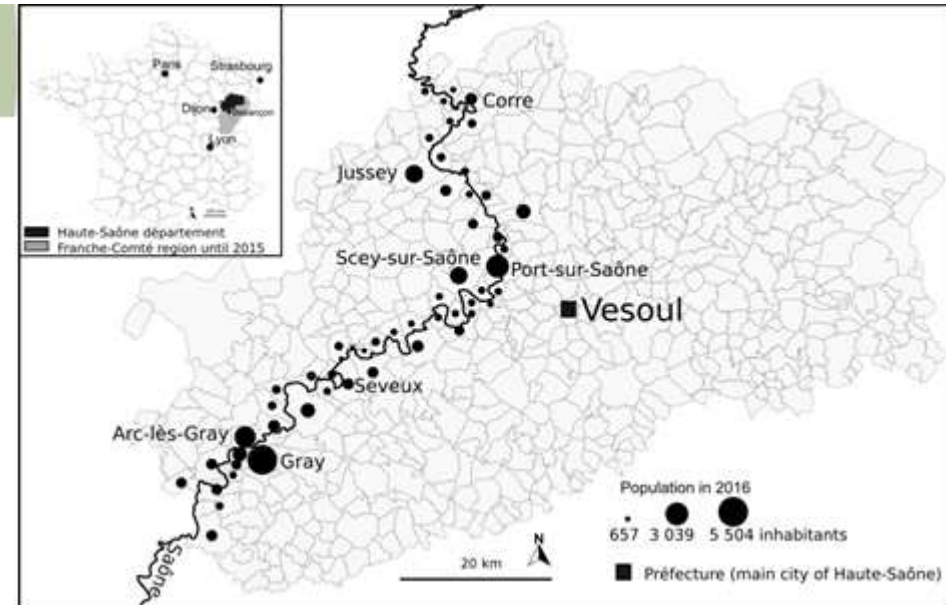 Paris
Strasbourg
Dijon
Besançon
Lyon
Haute-Saône département
Franche-Comté region until 2015
Corre
Jussey
Scey-sur-Saône
Port-sur-Saône
Vesoul
Seveux
Arc-lès-Gray
Gray
Saône
Population in 2016
657 3 039 5 504 inhabitants
N
20 km
Préfecture (main city of Haute-Saône)